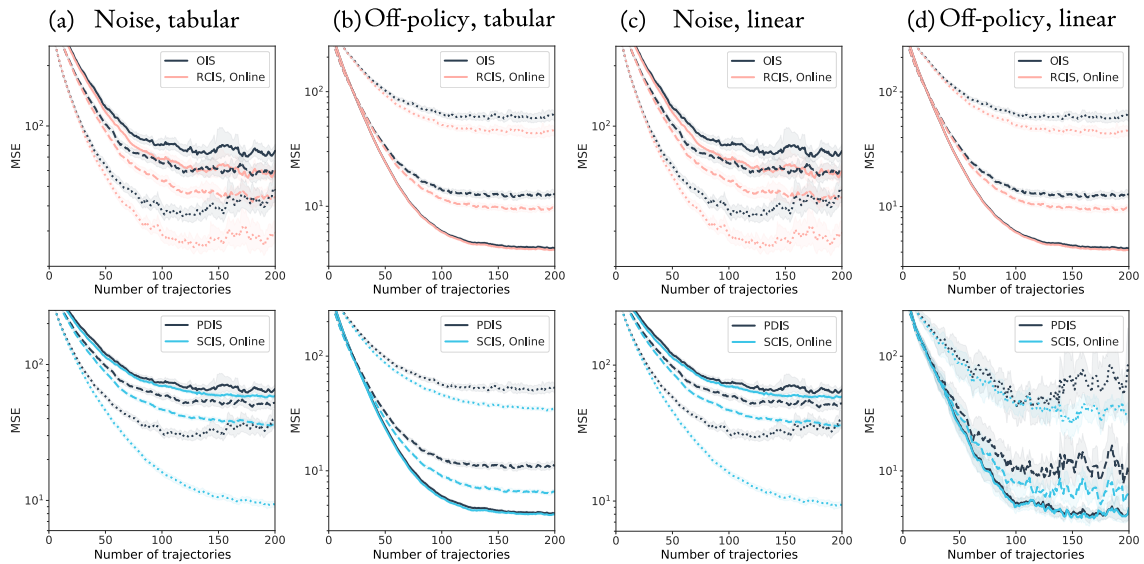 (a) Noise, tabular
(b) Off-policy, tabular
(c) Noise, linear
(d) Off-policy, linear
OIS
RCIS, Online
10²
MSE
0 50 100 150 200
Number of trajectories
OIS
RCIS, Online
10²
10¹
MSE
0 50 100 150 200
Number of trajectories
OIS
RCIS, Online
10²
MSE
0 50 100 150 200
Number of trajectories
OIS
RCIS, Online
10²
10¹
MSE
0 50 100 150 200
Number of trajectories
PDIS
SCIS, Online
10²
10¹
MSE
0 50 100 150 200
Number of trajectories
PDIS
SCIS, Online
10²
10¹
MSE
0 50 100 150 200
Number of trajectories
PDIS
SCIS, Online
10²
10¹
MSE
0 50 100 150 200
Number of trajectories
PDIS
SCIS, Online
10²
10¹
MSE
0 50 100 150 200
Number of trajectories